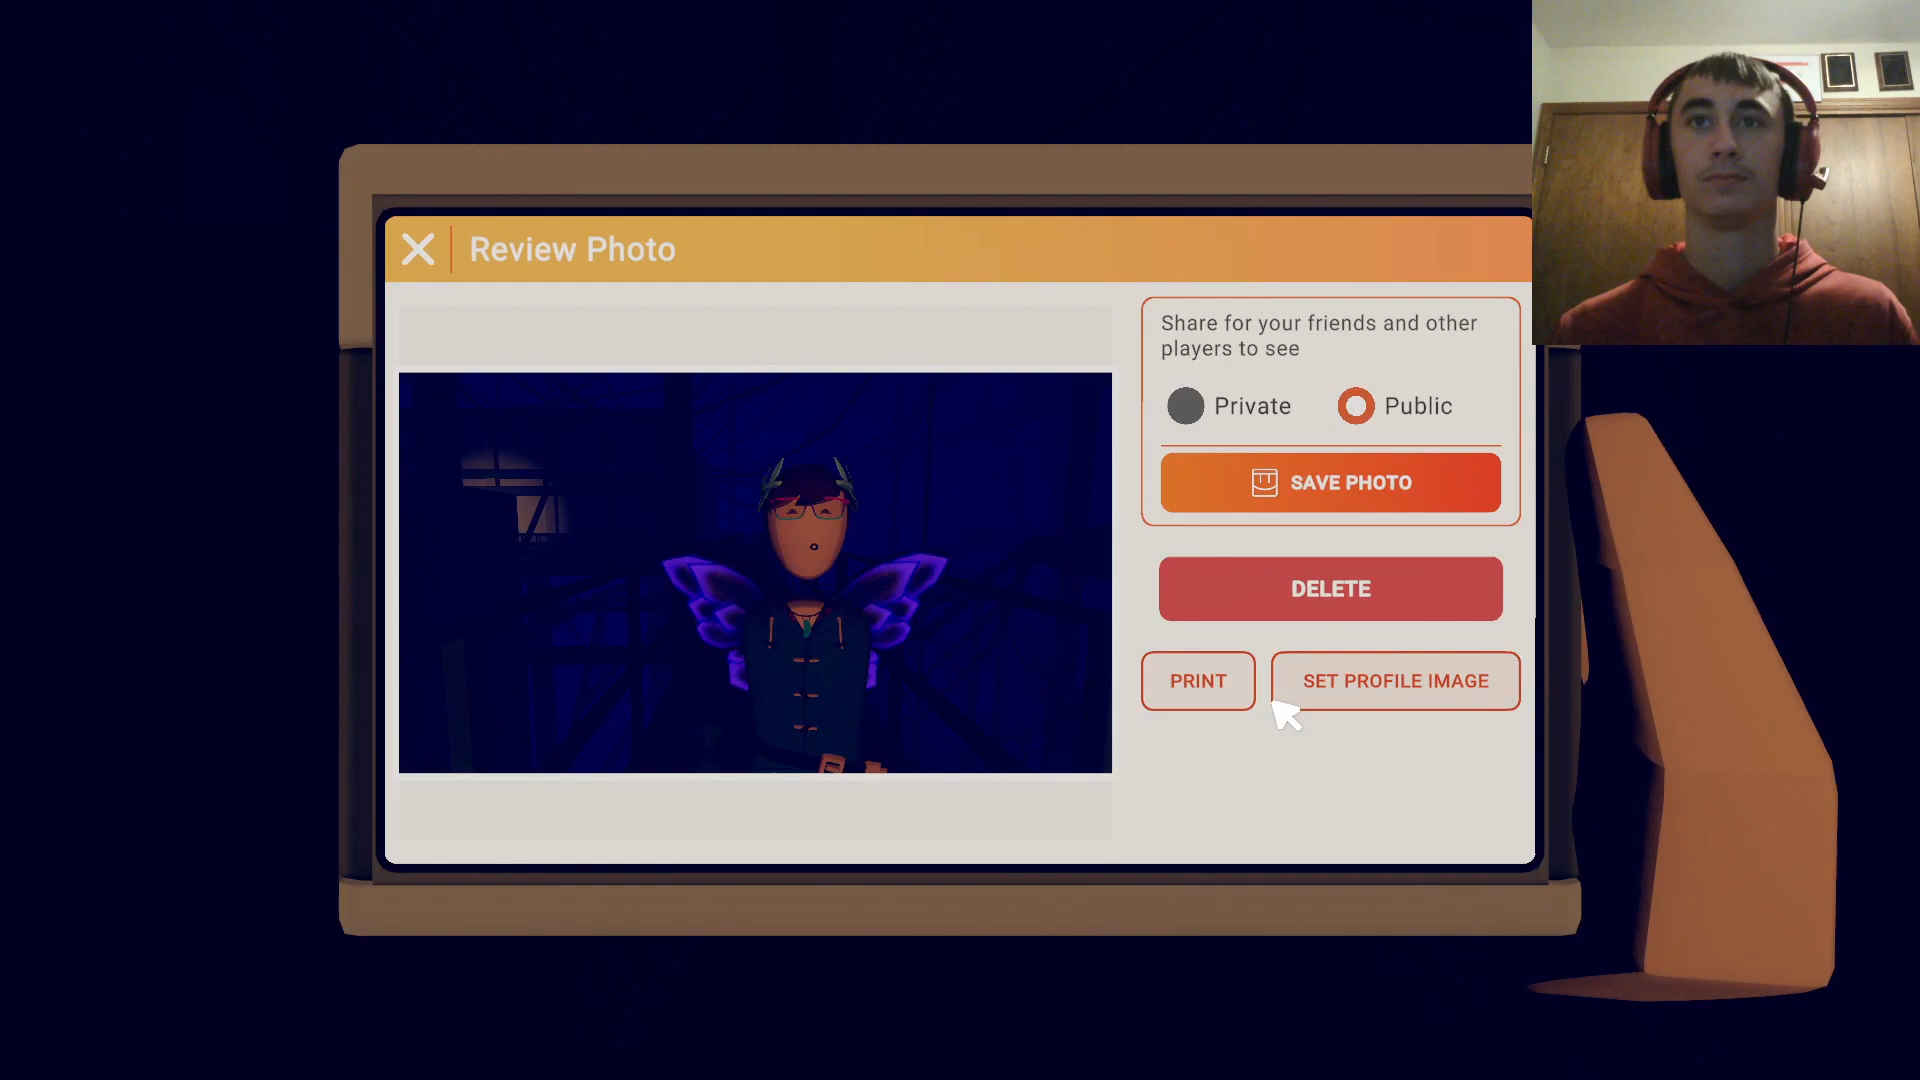 Review Photo
Share for your friends and other
players to see
Private
Public
SAVE PHOTO
DELETE
PRINT
SET PROFILE IMAGE